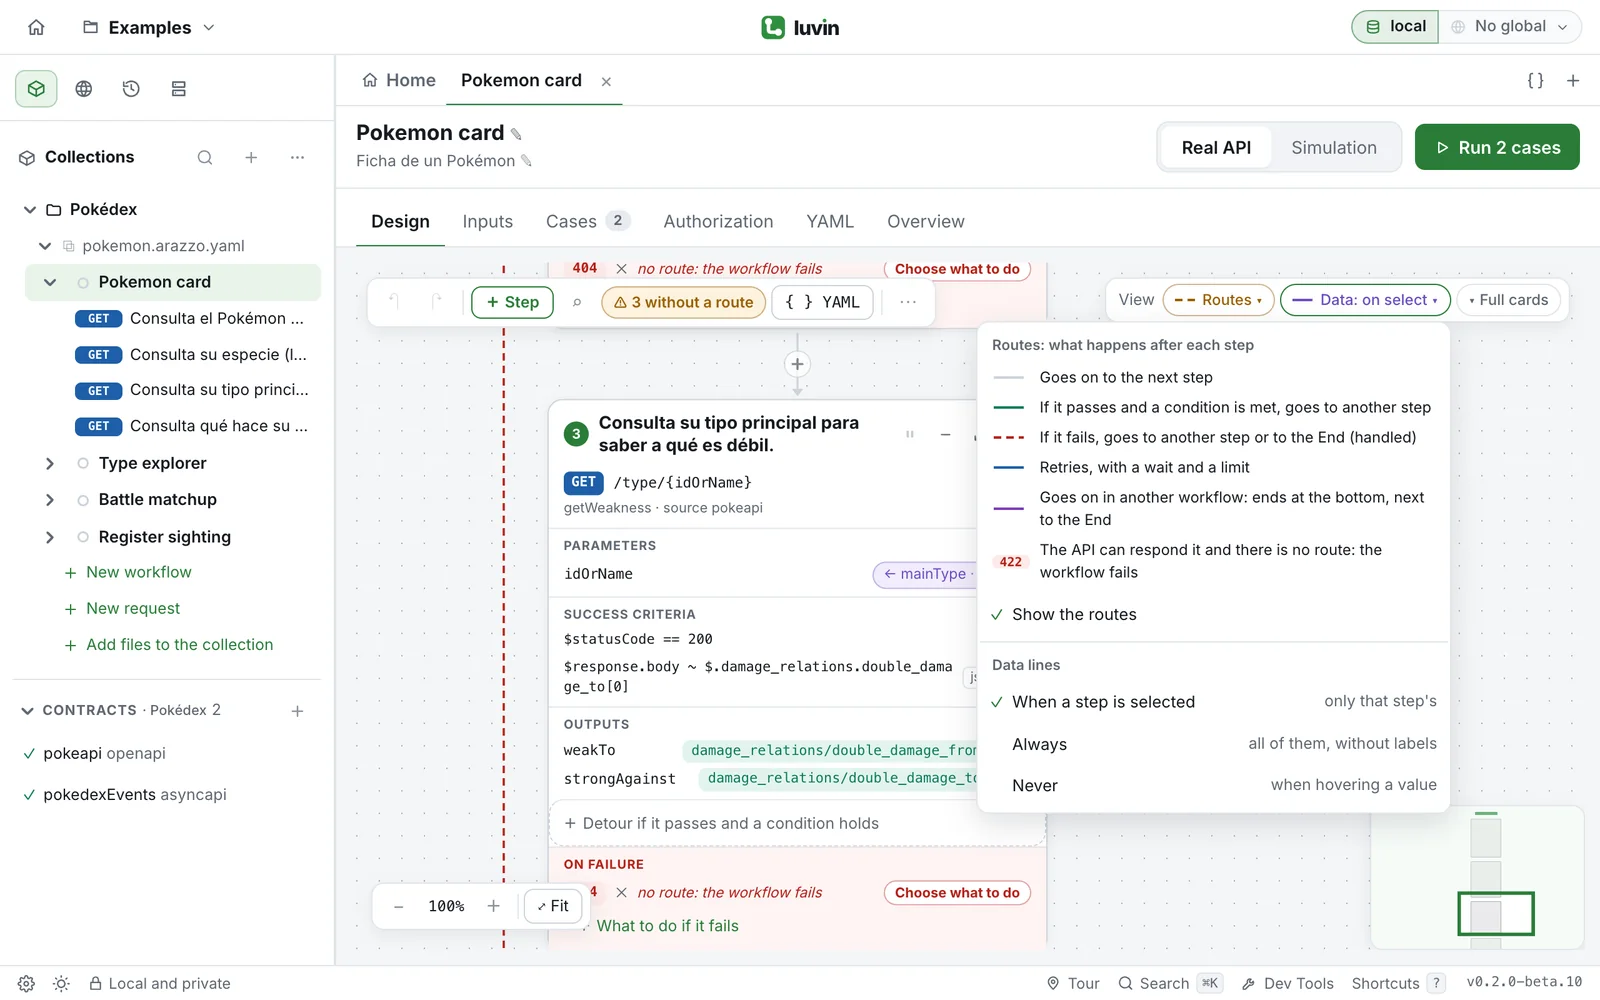 Examples
luvin
local
No global
Home
Pokemon card
{ }
Collections
Pokédex
pokemon.arazzo.yaml
Pokemon card
GET Consulta el Pokémon ...
GET Consulta su especie (l...
GET Consulta su tipo princi...
GET Consulta qué hace su ...
Type explorer
Battle matchup
Register sighting
+ New workflow
+ New request
+ Add files to the collection
CONTRACTS · Pokédex 2
pokeapi openapi
pokedexEvents asyncapi
Pokemon card
Ficha de un Pokémon
Real API
Simulation
Run 2 cases
Design
Inputs
Cases 2
Authorization
YAML
Overview
404 × no route: the workflow fails
Choose what to do
+ Step
3 without a route
{ } YAML
...
View
Routes
Data: on select
Full cards
3 Consulta su tipo principal para
saber a qué es débil.
GET /type/{idOrName}
getWeakness · source pokeapi
PARAMETERS
idOrName
← mainType ·
SUCCESS CRITERIA
$statusCode == 200
$response.body ~ $.damage_relations.double_dama
ge_to[0]
OUTPUTS
weakTo damage_relations/double_damage_from
strongAgainst damage_relations/double_damage_to
+ Detour if it passes and a condition holds
ON FAILURE
4 × no route: the workflow fails
Choose what to do
What to do if it fails
Routes: what happens after each step
Goes on to the next step
If it passes and a condition is met, goes to another step
If it fails, goes to another step or to the End (handled)
Retries, with a wait and a limit
Goes on in another workflow: ends at the bottom, next
to the End
422 The API can respond it and there is no route: the
workflow fails
✓ Show the routes
Data lines
✓ When a step is selected only that step's
Always all of them, without labels
Never when hovering a value
− 100% +
Fit
Local and private
Tour
Search ⌘K
Dev Tools
Shortcuts ?
v0.2.0-beta.10